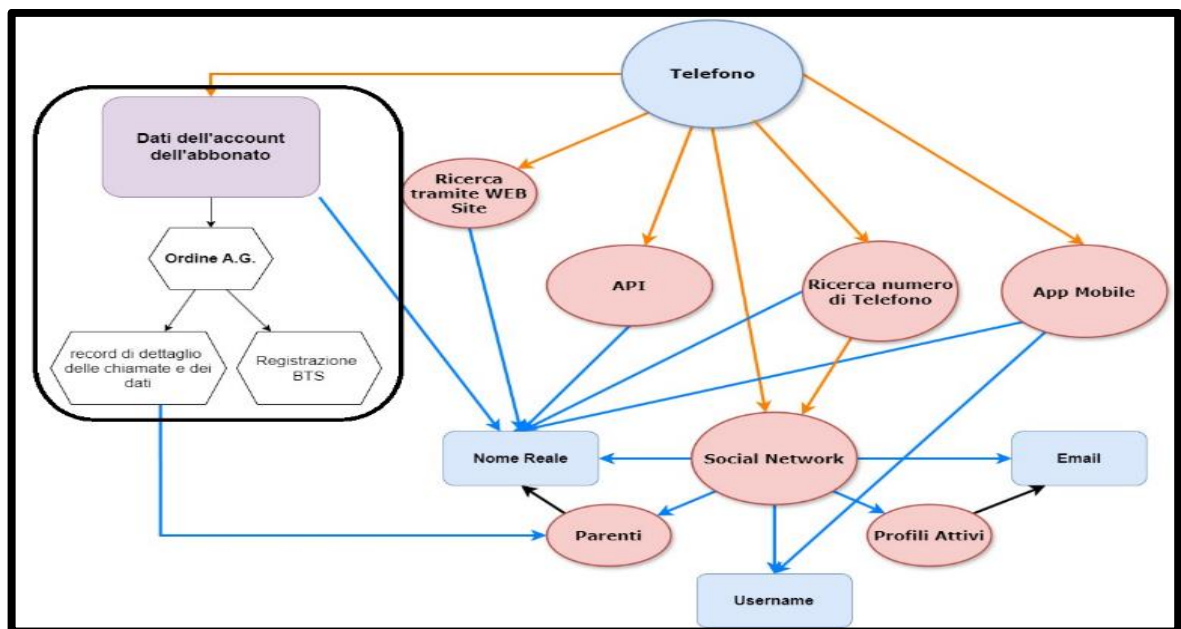 Telefono
Dati dell'account
dell'abbonato
Ricerca
tramite WEB
Site
Ordine A.G.
API
Ricerca numero
di Telefono
App Mobile
record di dettaglio
delle chiamate e dei
dati
Registrazione
BTS
Nome Reale
Social Network
Email
Parenti
Profili Attivi
Username